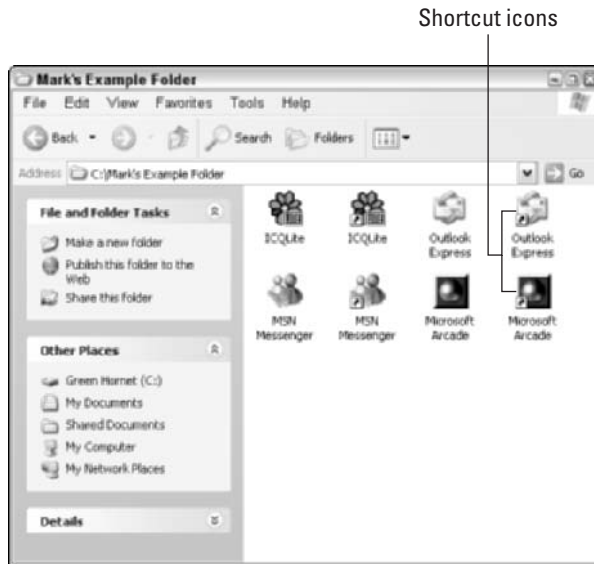 Shortcut icons
Mark's Example Folder
File Edit View Favorites Tools Help
Back Search Folders
Address C:\Mark's Example Folder Go
File and Folder Tasks
Make a new folder
Publish this folder to the
Web
Share this folder
Other Places
Green Hornet (C:)
My Documents
Shared Documents
My Computer
My Network Places
Details
ICQLite ICQLite Outlook Outlook
Express Express
MSN MSN Microsoft Microsoft
Messenger Messenger Arcade Arcade